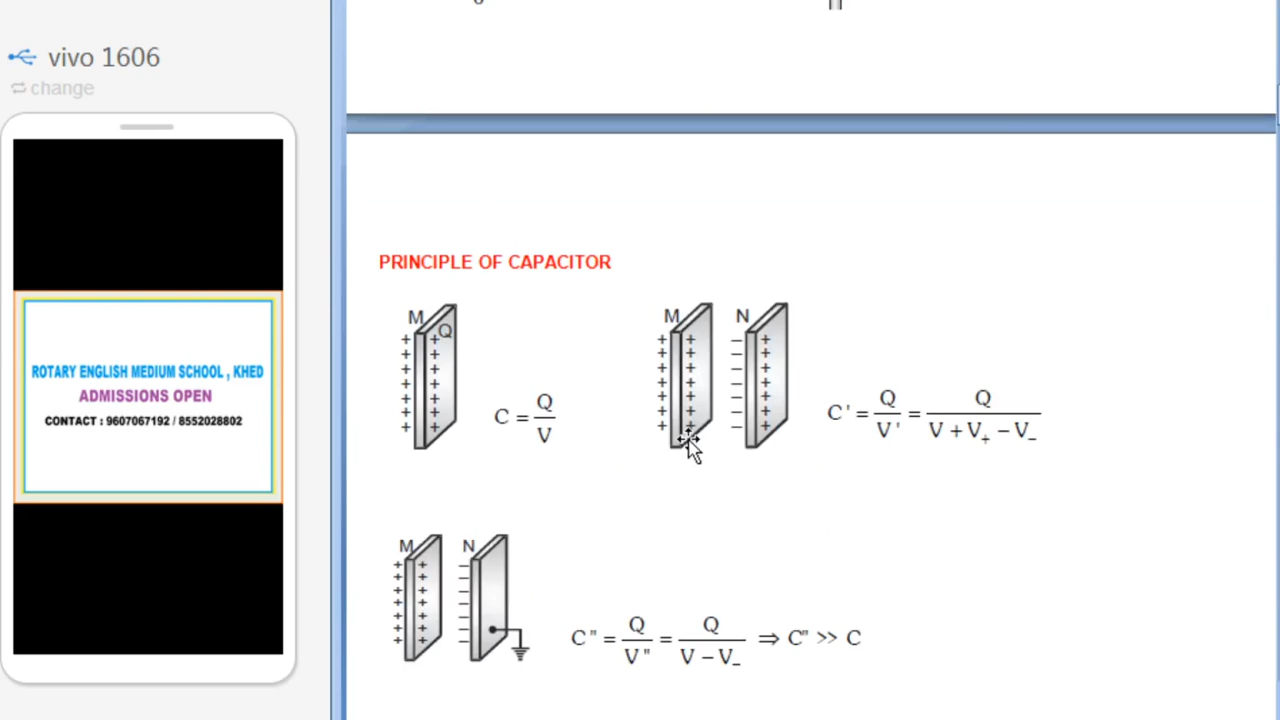 vivo 1606
change
ROTARY ENGLISH MEDIUM SCHOOL , KHED
ADMISSIONS OPEN
CONTACT : 9607067192 / 8552028802
PRINCIPLE OF CAPACITOR
M
Q
C = Q/V
M N
C' = Q/V' = Q/(V + V₊ − V₋)
M N
C" = Q/V" = Q/(V − V₋) ⇒ C" >> C